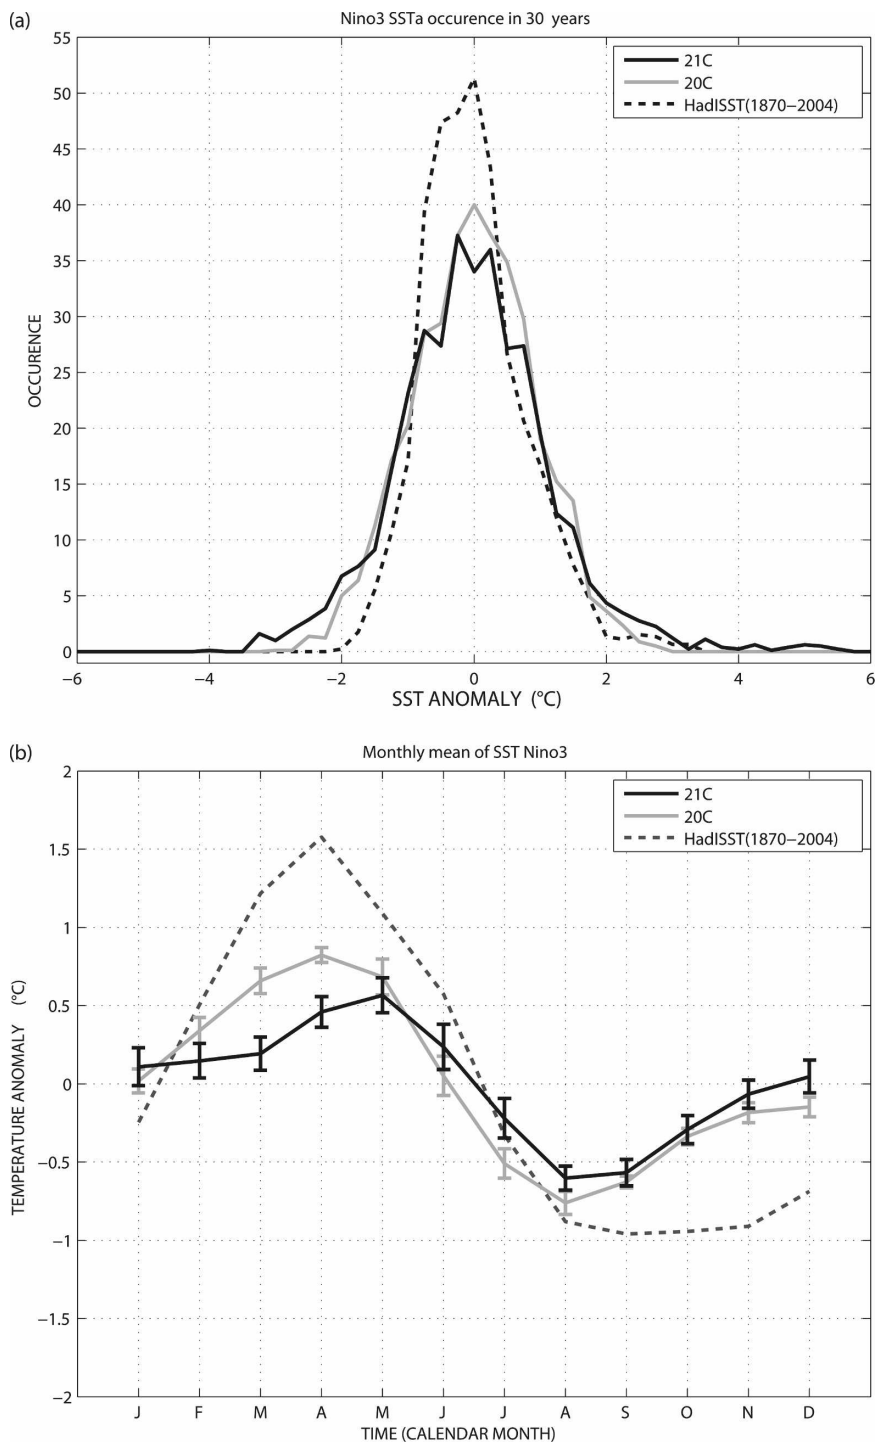 (a)
Nino3 SSTa occurence in 30 years
55
50
45
40
35
30
25
20
15
10
5
0
OCCURENCE
21C
20C
HadISST(1870−2004)
−6 −4 −2 0 2 4 6
SST ANOMALY (°C)
(b)
Monthly mean of SST Nino3
2
1.5
1
0.5
0
−0.5
−1
−1.5
−2
TEMPERATURE ANOMALY (°C)
21C
20C
HadISST(1870−2004)
J F M A M J J A S O N D
TIME (CALENDAR MONTH)